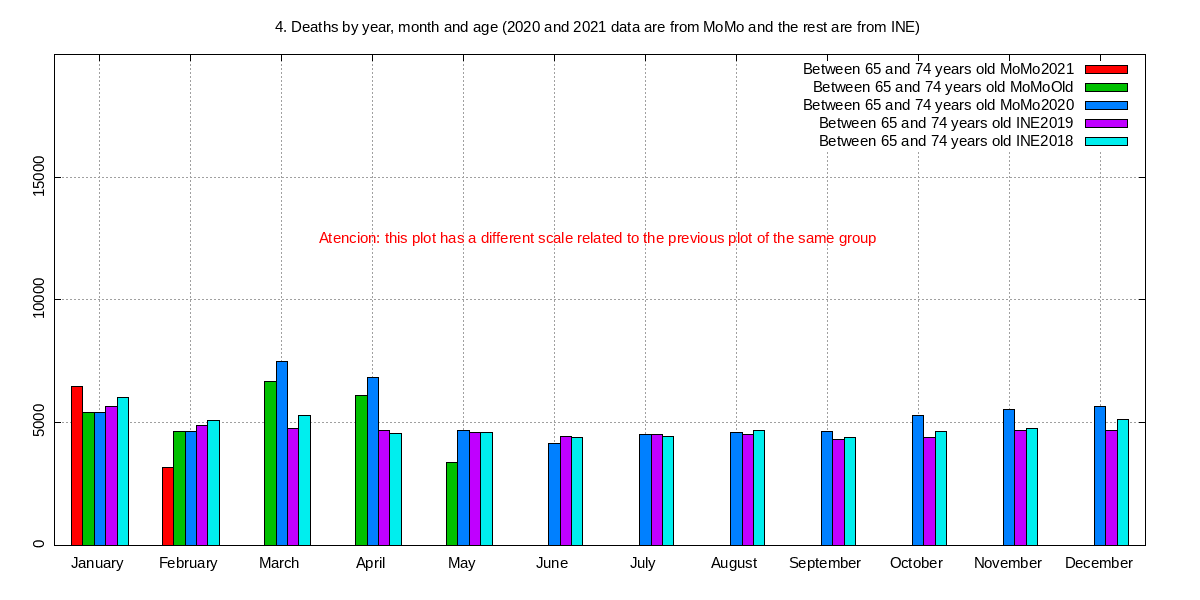 4. Deaths by year, month and age (2020 and 2021 data are from MoMo and the rest are from INE)
Between 65 and 74 years old MoMo2021
Between 65 and 74 years old MoMoOld
Between 65 and 74 years old MoMo2020
Between 65 and 74 years old INE2019
Between 65 and 74 years old INE2018
15000
Atencion: this plot has a different scale related to the previous plot of the same group
10000
5000
0
January February March April May June July August September October November December